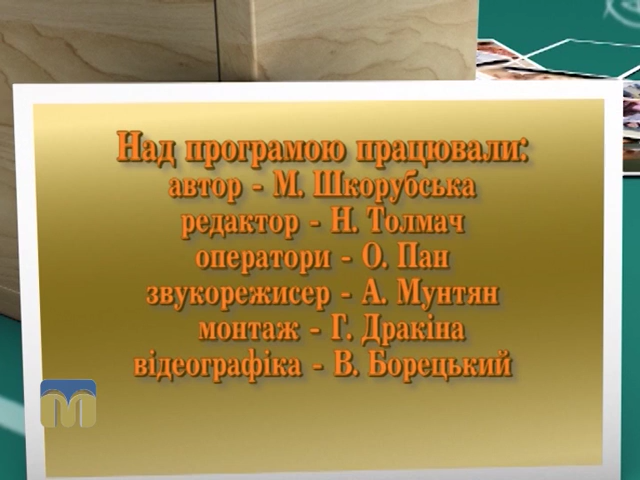 Над програмою працювали:
автор - М. Шкорубська
редактор - Н. Толмач
оператори - О. Пан
звукорежисер - А. Мунтян
монтаж - Г. Дракіна
відеографіка - В. Борецький